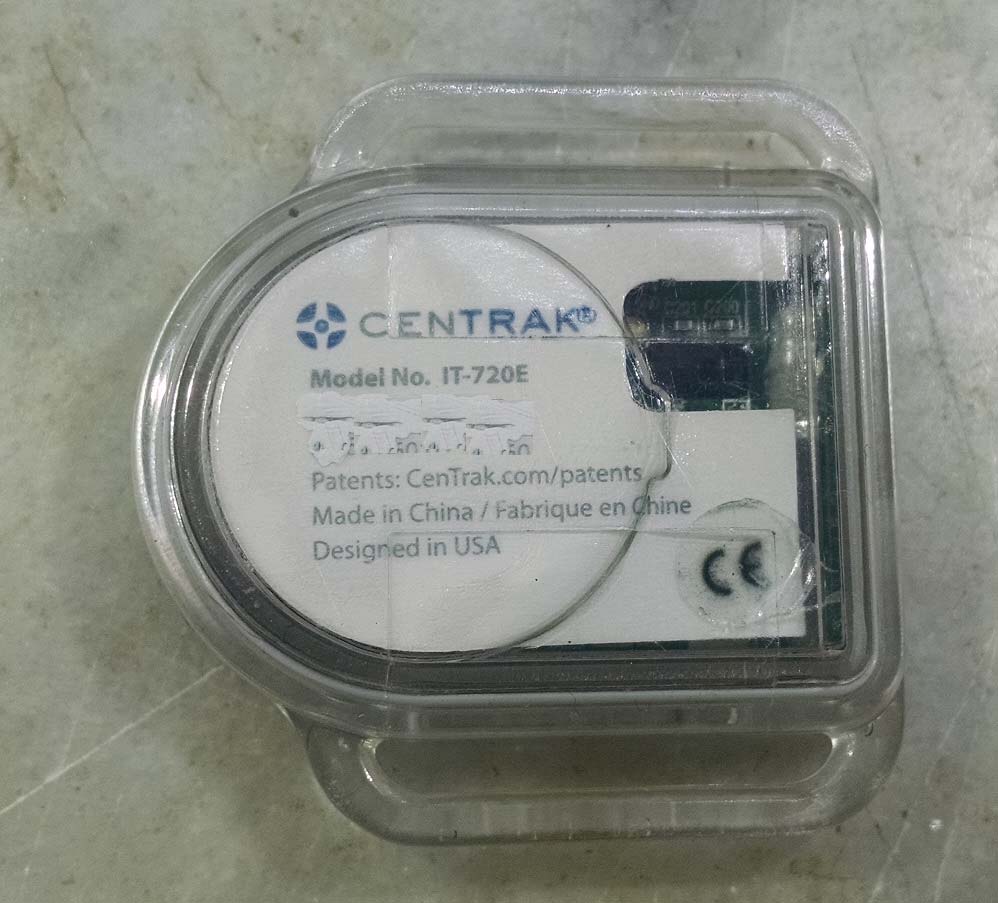 CENTRAK®
Model No. IT-720E
Patents: CenTrak.com/patents
Made in China / Fabrique en Chine
Designed in USA
CE